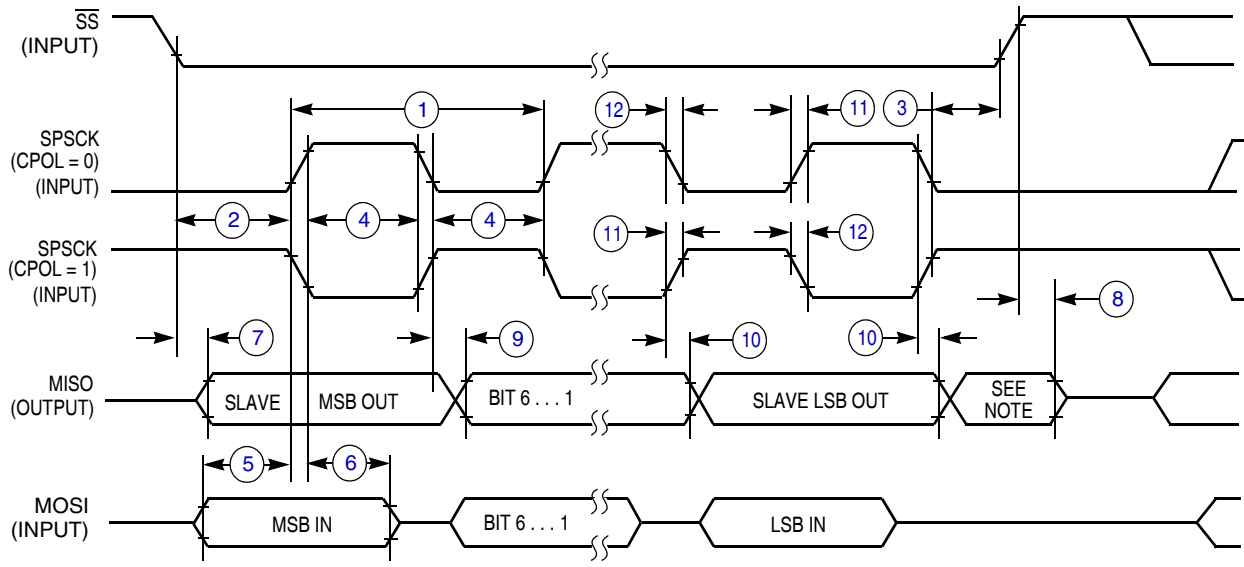 SS
(INPUT)
1
12
11
3
SPSCK
(CPOL = 0)
(INPUT)
2
4
4
11
12
SPSCK
(CPOL = 1)
(INPUT)
8
7
9
10
10
MISO
(OUTPUT)
SLAVE MSB OUT
BIT 6 . . . 1
SLAVE LSB OUT
SEE
NOTE
5
6
MOSI
(INPUT)
MSB IN
BIT 6 . . . 1
LSB IN